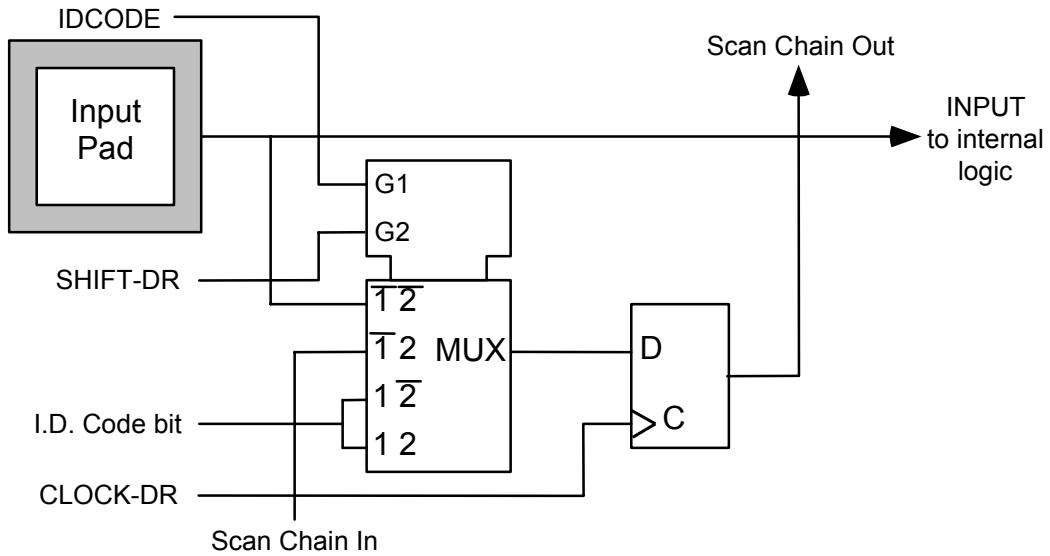 IDCODE
Scan Chain Out
Input
Pad
INPUT
to internal
logic
G1
G2
SHIFT-DR
1̅ 2̅
1̅ 2
MUX
D
1 2̅
I.D. Code bit
1 2
C
CLOCK-DR
Scan Chain In